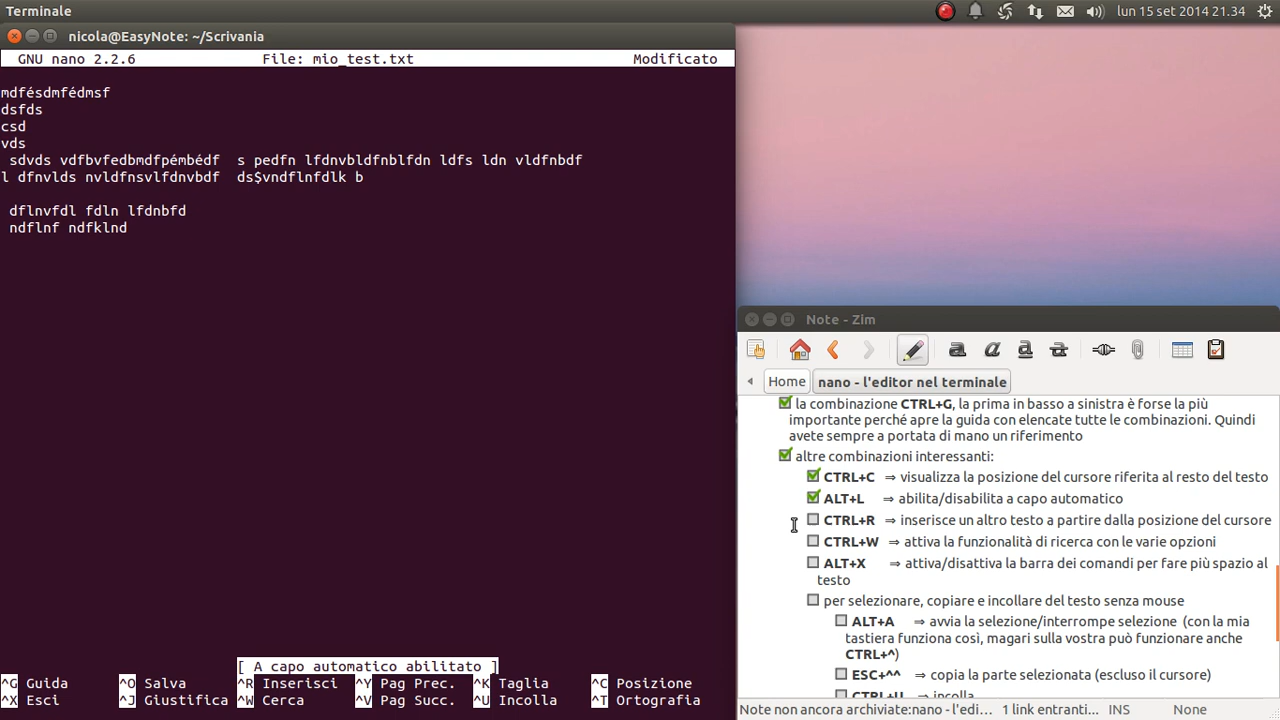 Terminale
lun 15 set 2014 21.34
nicola@EasyNote: ~/Scrivania
GNU nano 2.2.6 File: mio_test.txt Modificato
mdfésdmfédmsf
dsfds
csd
vds
sdvds vdfbvfedbmdfpémbédf s pedfn lfdnvbldfnblfdn ldfs ldn vldfnbdf
l dfnvlds nvldfnsvlfdnvbdf ds$vndflnfdlk b
dflnvfdl fdln lfdnbfd
ndflnf ndfklnd
[ A capo automatico abilitato ]
^G Guida ^O Salva ^R Inserisci ^Y Pag Prec. ^K Taglia ^C Posizione
^X Esci ^J Giustifica ^W Cerca ^V Pag Succ. ^U Incolla ^T Ortografia
Note - Zim
Home nano - l'editor nel terminale
la combinazione CTRL+G, la prima in basso a sinistra è forse la più
importante perché apre la guida con elencate tutte le combinazioni. Quindi
avete sempre a portata di mano un riferimento
altre combinazioni interessanti:
CTRL+C ⇒ visualizza la posizione del cursore riferita al resto del testo
ALT+L ⇒ abilita/disabilita a capo automatico
CTRL+R ⇒ inserisce un altro testo a partire dalla posizione del cursore
CTRL+W ⇒ attiva la funzionalità di ricerca con le varie opzioni
ALT+X ⇒ attiva/disattiva la barra dei comandi per fare più spazio al
testo
per selezionare, copiare e incollare del testo senza mouse
ALT+A ⇒ avvia la selezione/interrompe selezione (con la mia
tastiera funziona così, magari sulla vostra può funzionare anche
CTRL+^)
ESC+^^ ⇒ copia la parte selezionata (escluso il cursore)
CTRL+U ⇒ incolla
Note non ancora archiviate:nano - l'edi... 1 link entranti... INS None